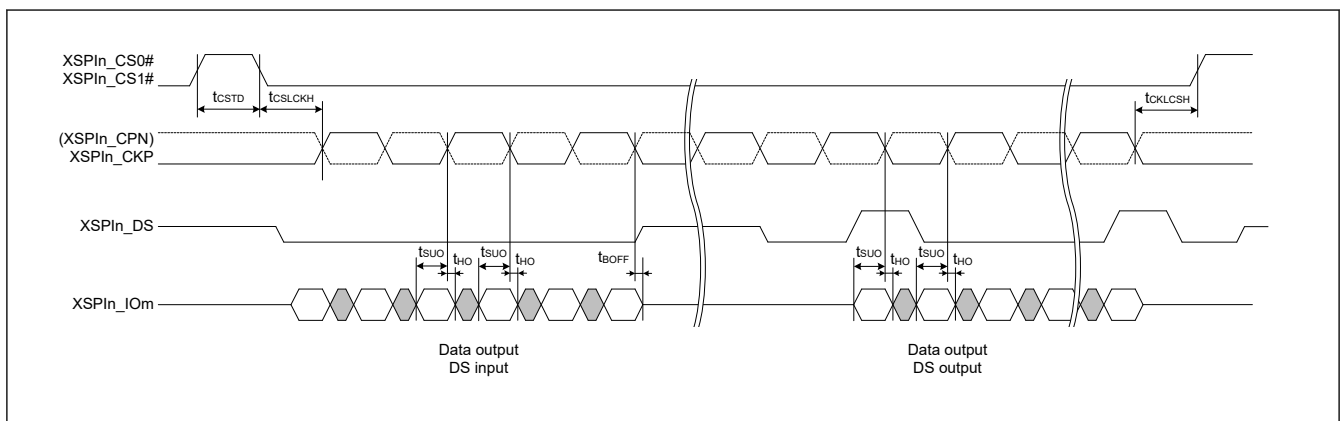 XSPIn_CS0#
XSPIn_CS1#
tCSTD
tCSLCKH
tCKLCSH
(XSPIn_CPN)
XSPIn_CKP
XSPIn_DS
tSUO
tHO
tSUO
tHO
tBOFF
tSUO
tHO
tSUO
tHO
XSPIn_IOm
Data output
DS input
Data output
DS output